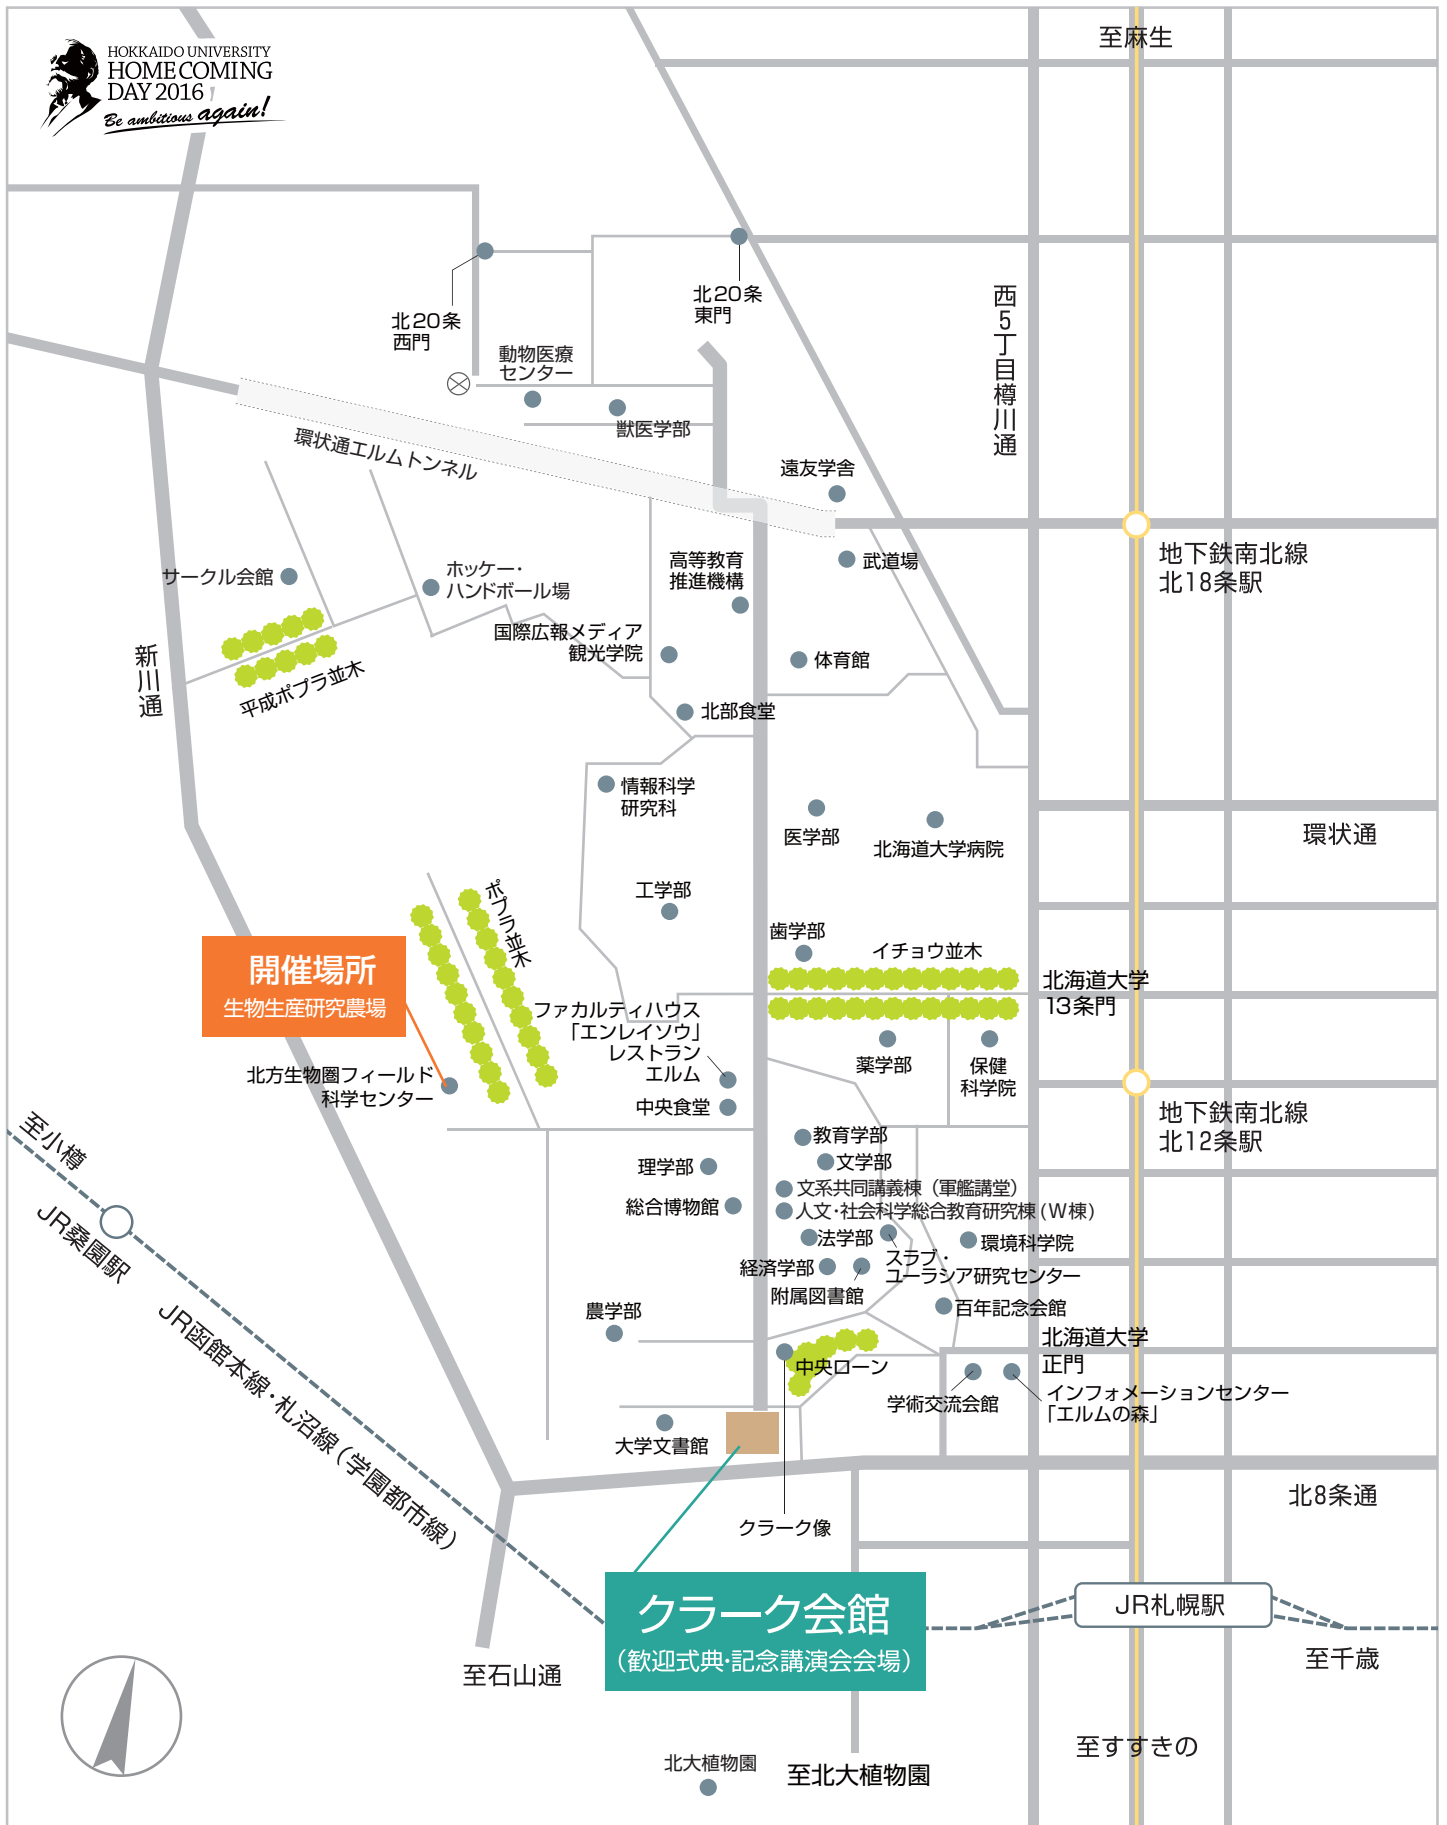 HOKKAIDO UNIVERSITY
HOMECOMING
DAY 2016
Be ambitious again!
至麻生
北20条
西門
北20条
東門
西5丁目樽川通
動物医療
センター
獣医学部
環状通エルムトンネル
遠友学舎
武道場
地下鉄南北線
北18条駅
高等教育
推進機構
サークル会館
ホッケー・
ハンドボール場
国際広報メディア
観光学院
体育館
新川通
平成ポプラ並木
北部食堂
情報科学
研究科
医学部
北海道大学病院
環状通
工学部
ポプラ並木
歯学部
イチョウ並木
開催場所
生物生産研究農場
北海道大学
13条門
ファカルティハウス
「エンレイソウ」
レストラン
エルム
薬学部
保健
科学院
北方生物圏フィールド
科学センター
中央食堂
地下鉄南北線
北12条駅
教育学部
文学部
理学部
文系共同講義棟（軍艦講堂）
総合博物館
人文・社会科学総合教育研究棟(W棟)
法学部
環境科学院
スラブ・
ユーラシア研究センター
経済学部
附属図書館
百年記念会館
農学部
北海道大学
正門
中央ローン
学術交流会館
インフォメーションセンター
「エルムの森」
大学文書館
至小樽
JR桑園駅
JR函館本線・札沼線（学園都市線）
北8条通
クラーク像
クラーク会館
（歓迎式典・記念講演会会場）
JR札幌駅
至千歳
至石山通
至すすきの
北大植物園
至北大植物園